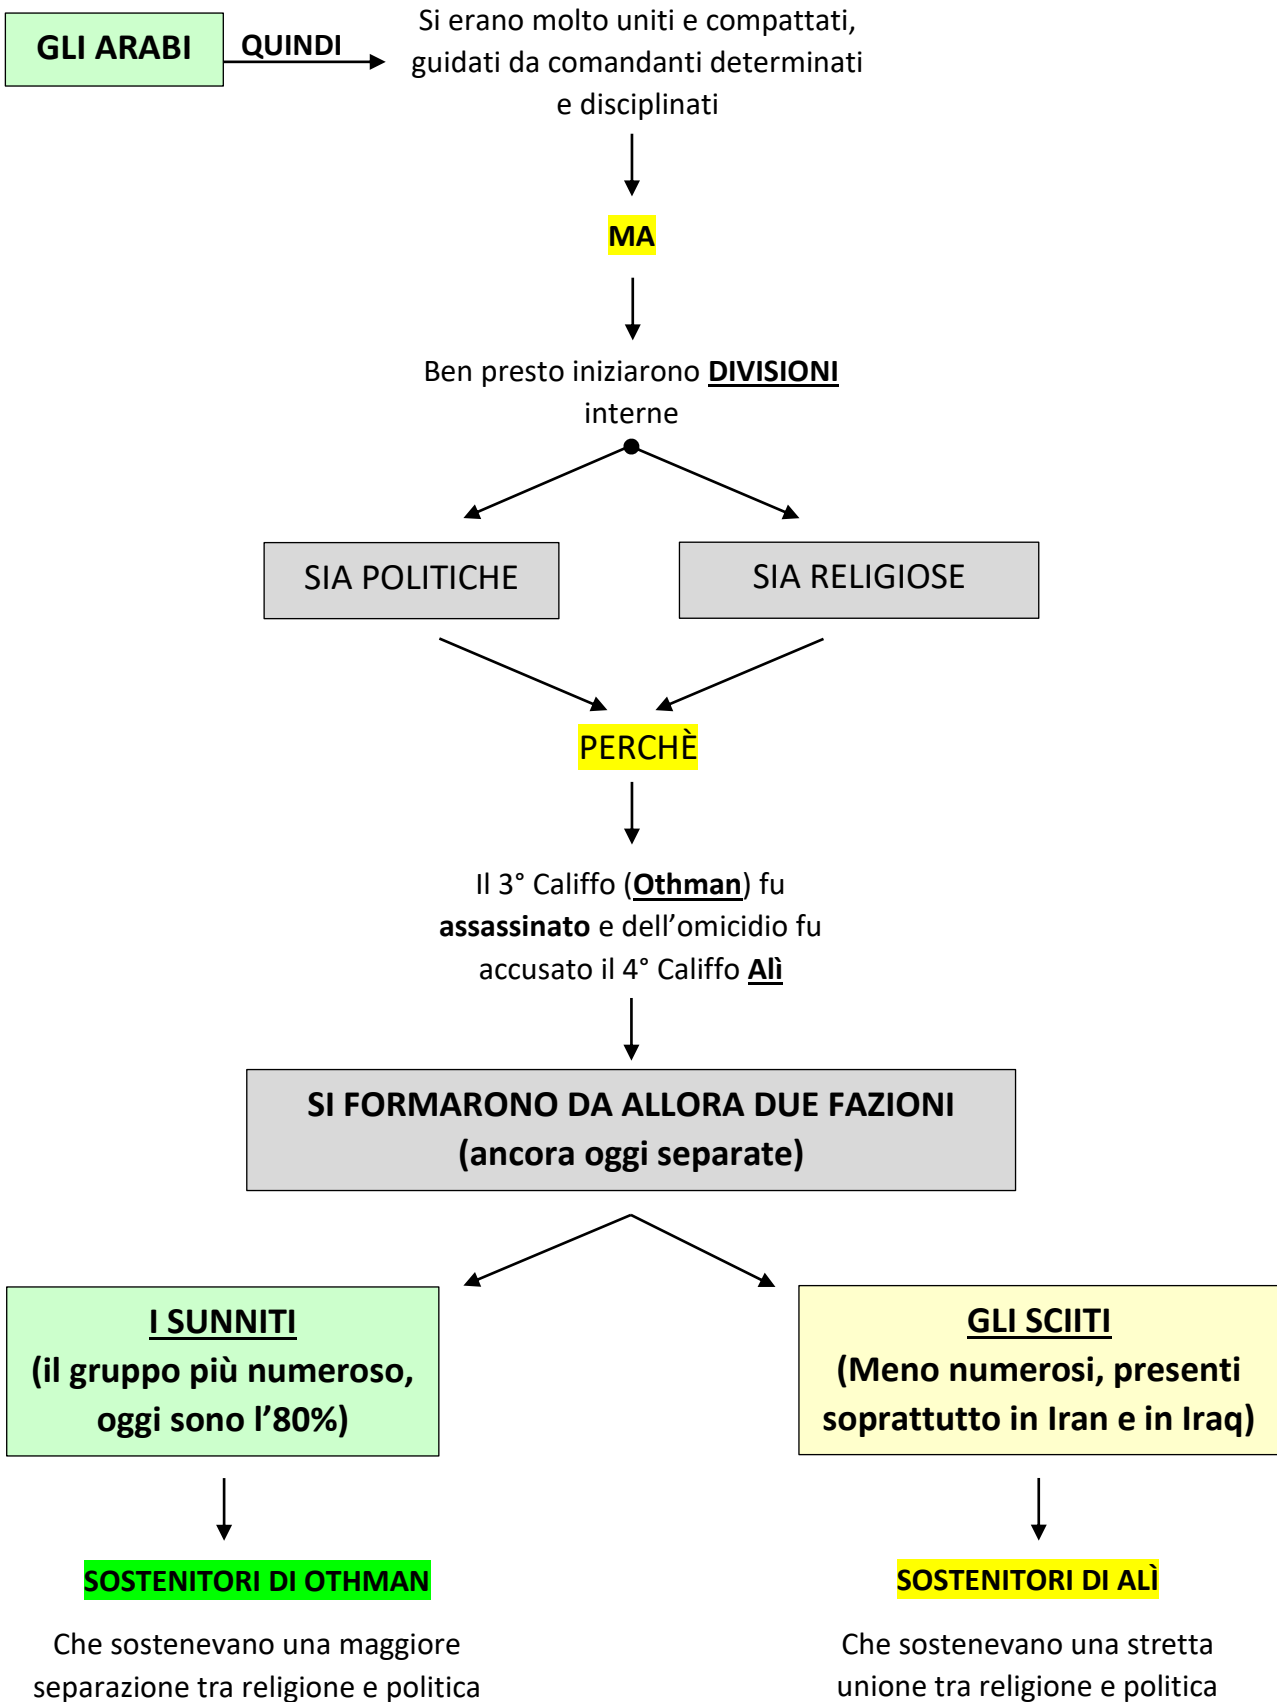 GLI ARABI
QUINDI
Si erano molto uniti e compattati,
guidati da comandanti determinati
e disciplinati
MA
Ben presto iniziarono DIVISIONI
interne
SIA POLITICHE
SIA RELIGIOSE
PERCHÈ
Il 3° Califfo (Othman) fu
assassinato e dell’omicidio fu
accusato il 4° Califfo Alì
SI FORMARONO DA ALLORA DUE FAZIONI
(ancora oggi separate)
I SUNNITI
(il gruppo più numeroso,
oggi sono l’80%)
GLI SCIITI
(Meno numerosi, presenti
soprattutto in Iran e in Iraq)
SOSTENITORI DI OTHMAN
Che sostenevano una maggiore
separazione tra religione e politica
SOSTENITORI DI ALÌ
Che sostenevano una stretta
unione tra religione e politica